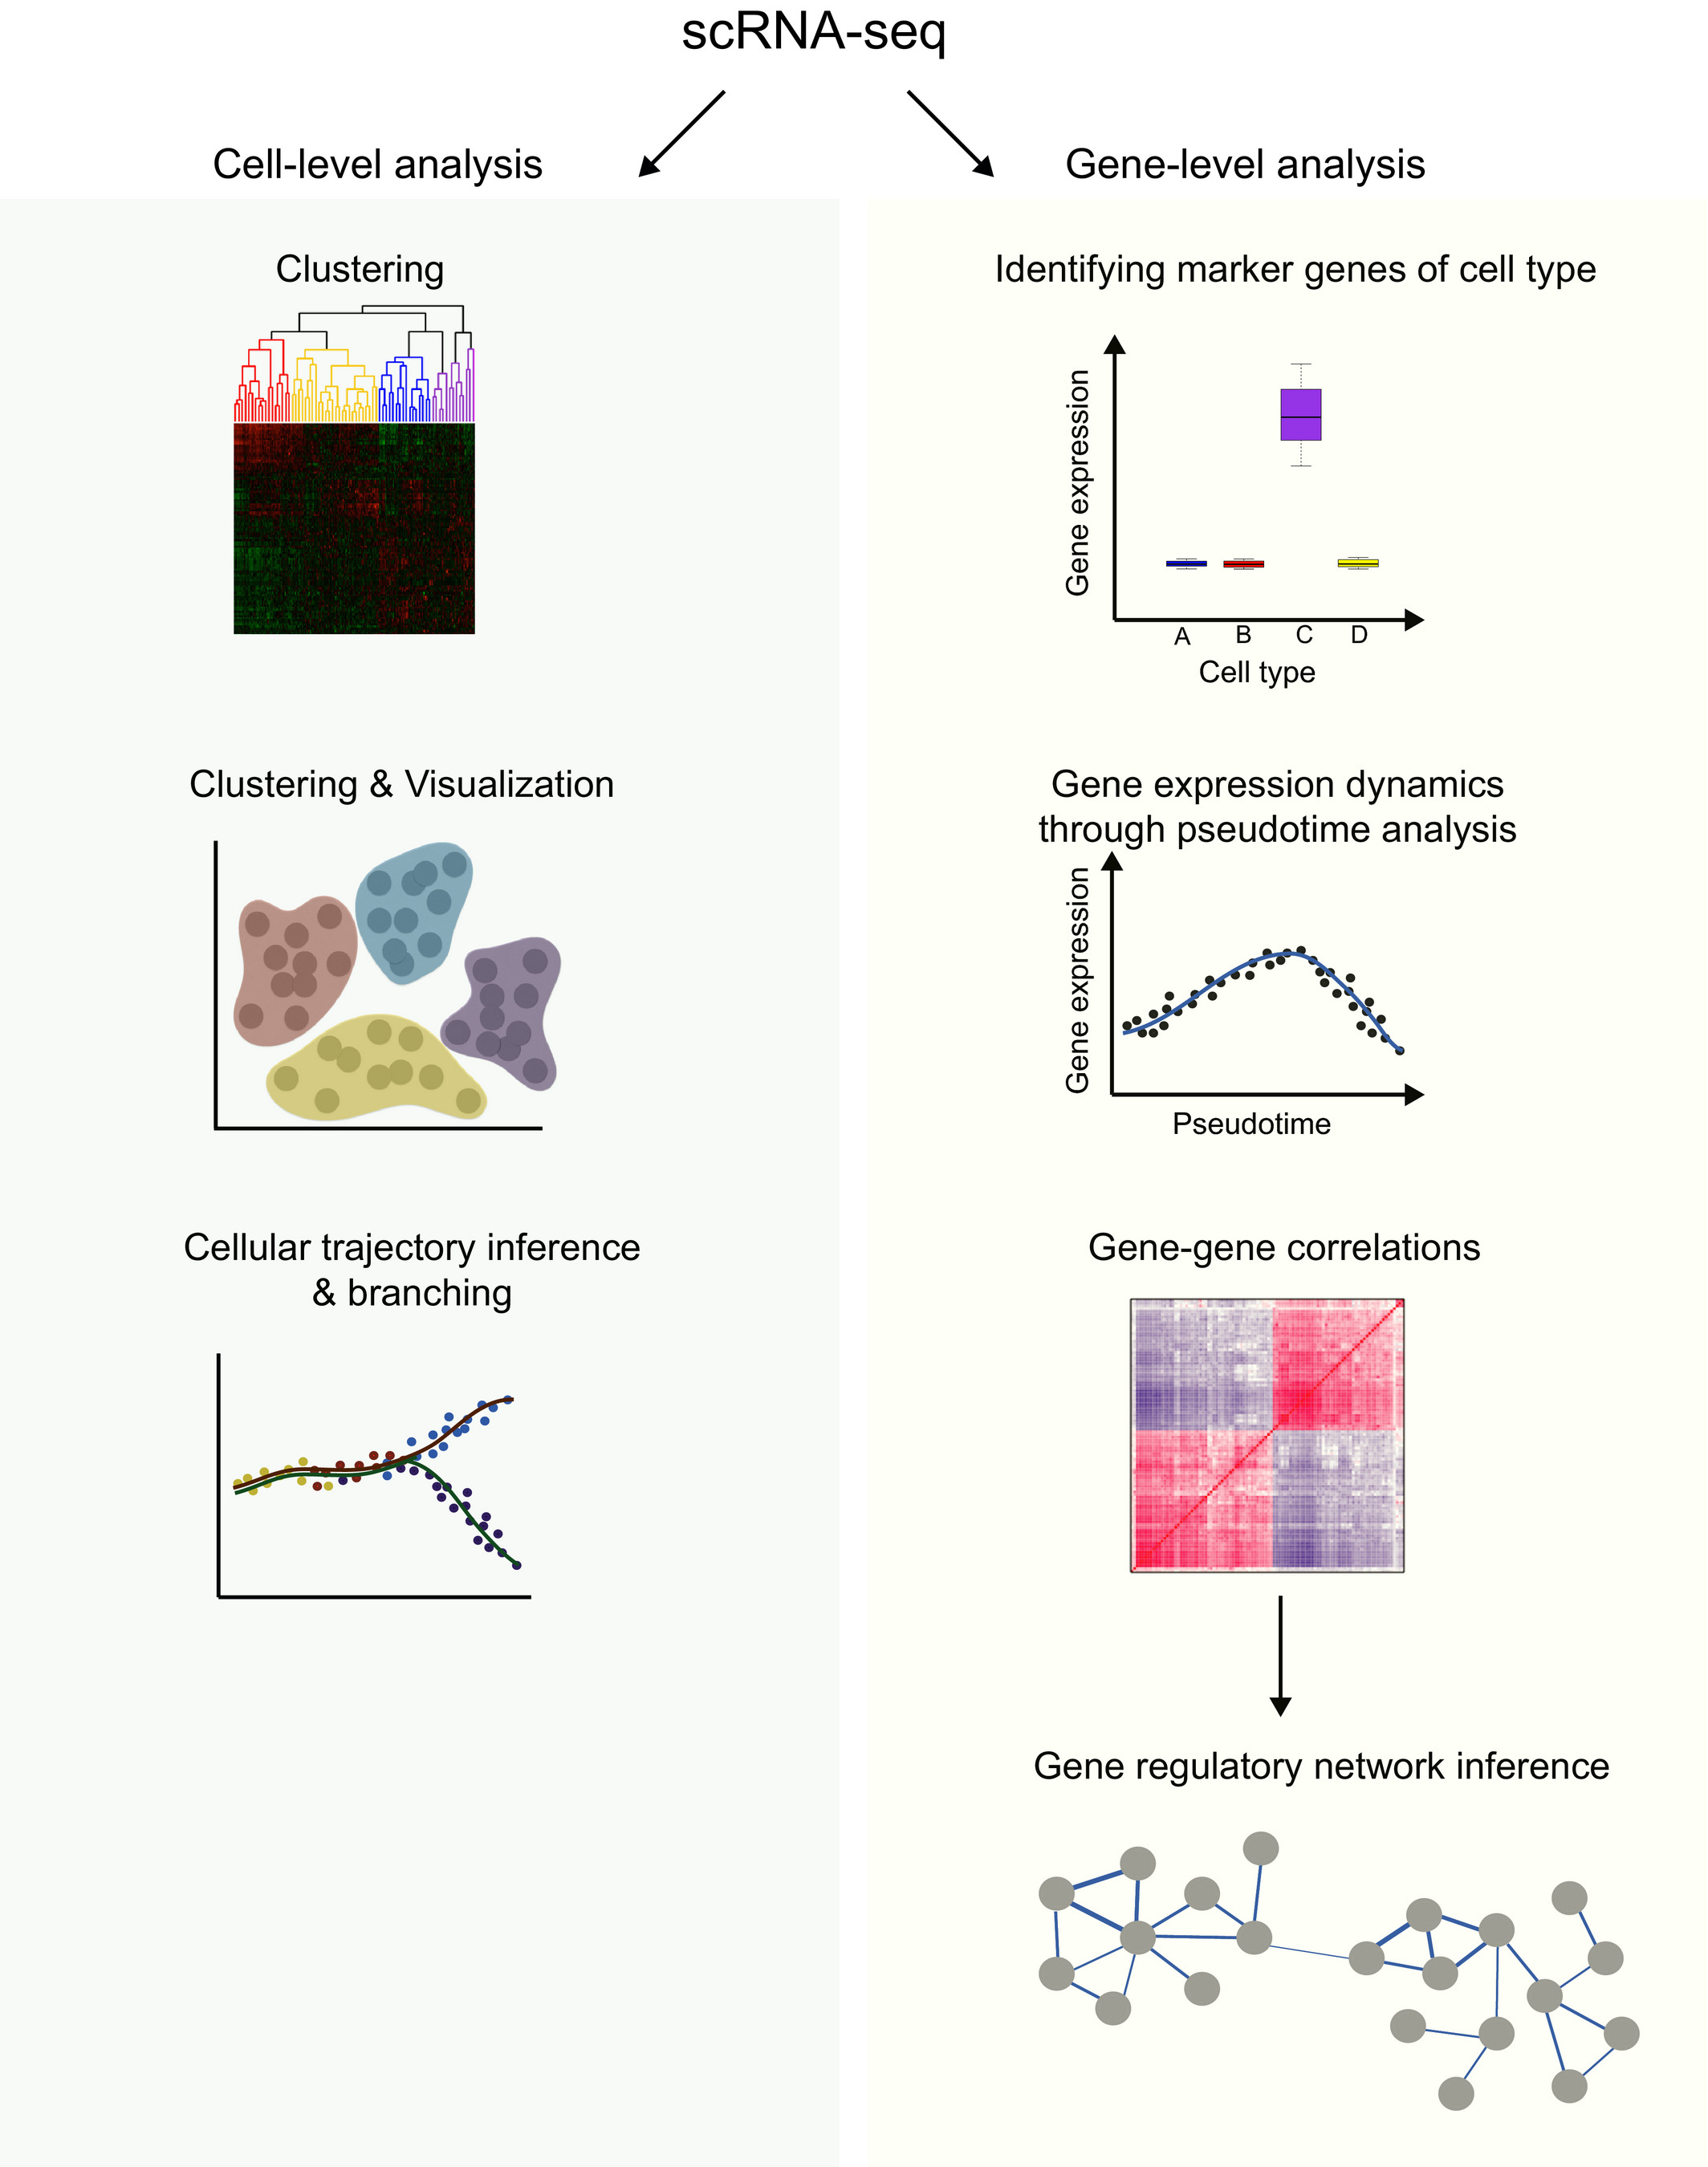 scRNA-seq
Cell-level analysis
Gene-level analysis
Clustering
Identifying marker genes of cell type
Gene expression
A B C D
Cell type
Clustering & Visualization
Gene expression dynamics
through pseudotime analysis
Gene expression
Pseudotime
Cellular trajectory inference
& branching
Gene-gene correlations
Gene regulatory network inference